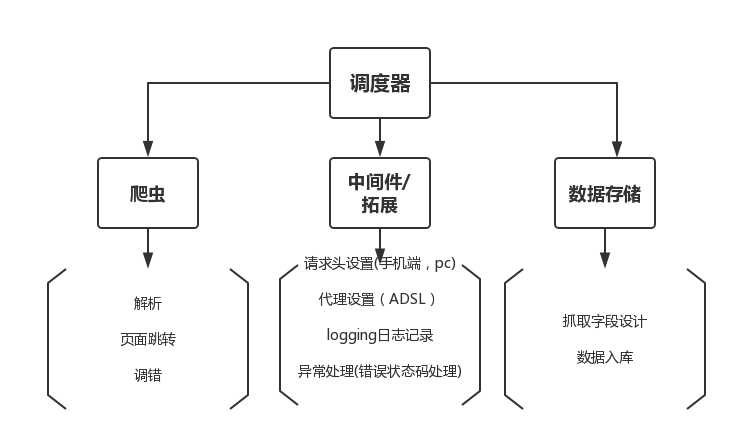 调度器
爬虫
中间件/
拓展
数据存储
解析
页面跳转
调错
请求头设置(手机端，pc)
代理设置（ADSL）
logging日志记录
异常处理(错误状态码处理)
抓取字段设计
数据入库